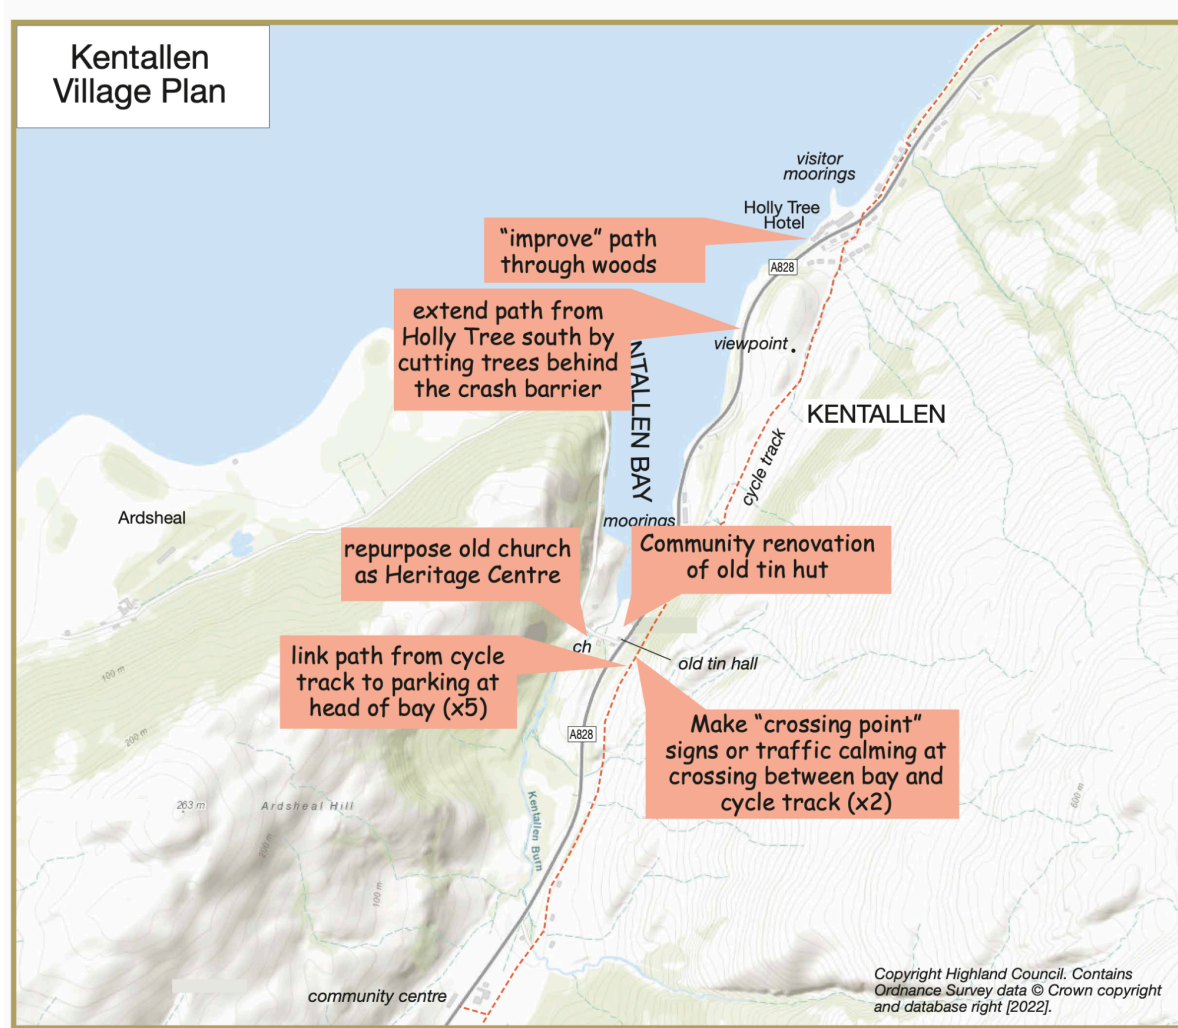 Kentallen
Village Plan
visitor
moorings
Holly Tree
Hotel
"improve" path
through woods
A828
extend path from
Holly Tree south by
cutting trees behind
the crash barrier
viewpoint
NTALLEN BAY
KENTALLEN
cycle track
Ardsheal
moorings
repurpose old church
as Heritage Centre
Community renovation
of old tin hut
ch
old tin hall
link path from cycle
track to parking at
head of bay (x5)
Make "crossing point"
signs or traffic calming at
crossing between bay and
cycle track (x2)
100 m
200 m
A828
263 m
Ardsheal Hill
200 m
100 m
Kentallen Burn
600 m
community centre
Copyright Highland Council. Contains
Ordnance Survey data © Crown copyright
and database right [2022].